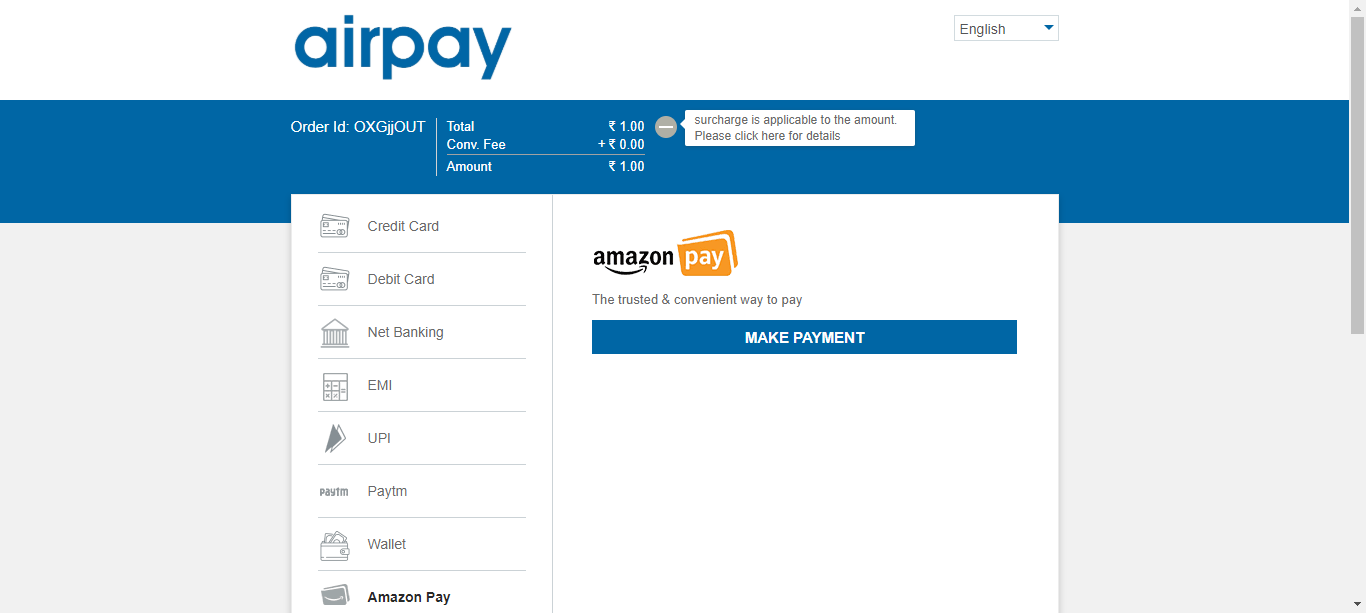 airpay
English
Order Id: OXGjjOUT
Total ₹ 1.00
Conv. Fee + ₹ 0.00
Amount ₹ 1.00
surcharge is applicable to the amount.
Please click here for details
Credit Card
Debit Card
Net Banking
EMI
UPI
paytm Paytm
Wallet
Amazon Pay
amazon pay
The trusted & convenient way to pay
MAKE PAYMENT